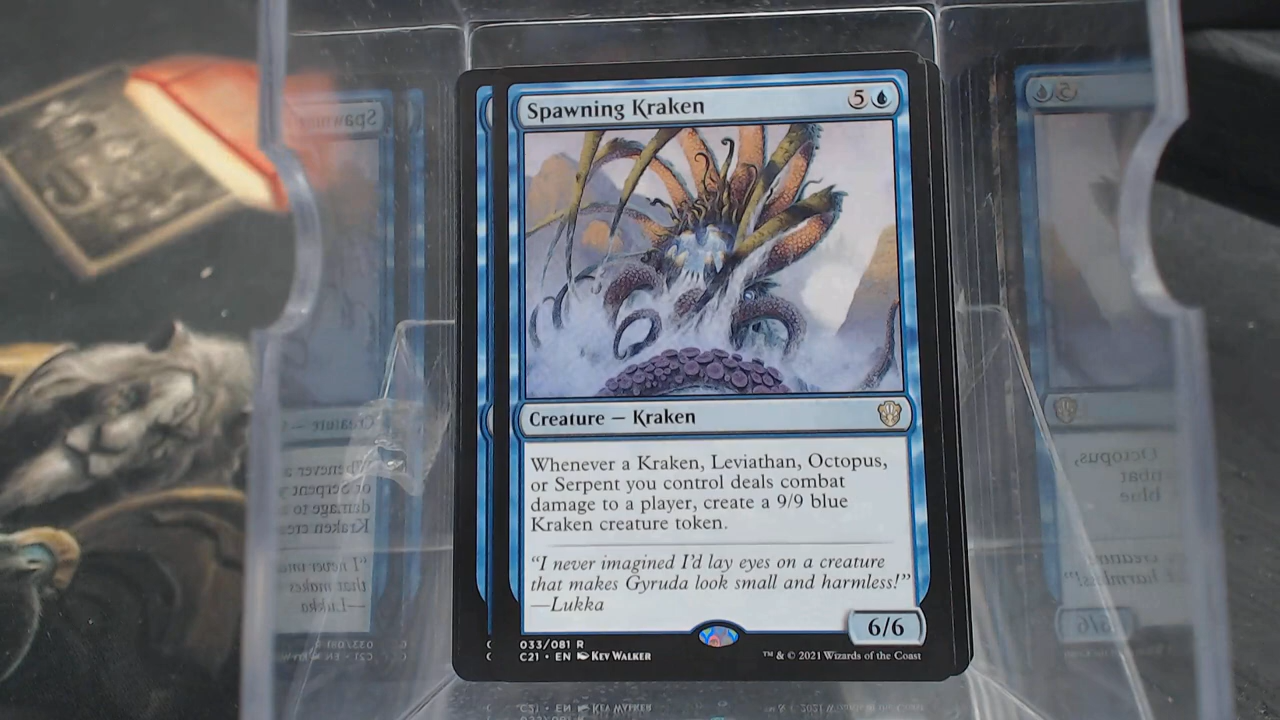 Spawning Kraken 5
Creature — Kraken
Whenever a Kraken, Leviathan, Octopus,
or Serpent you control deals combat
damage to a player, create a 9/9 blue
Kraken creature token.
“I never imagined I’d lay eyes on a creature
that makes Gyruda look small and harmless!”
—Lukka
6/6
033/081 R
C21 • EN Kev Walker
™ & © 2021 Wizards of the Coast